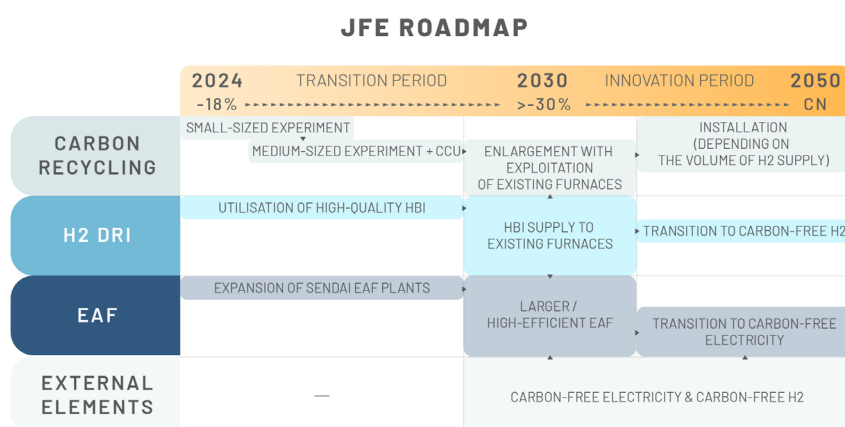 JFE ROADMAP
2024 TRANSITION PERIOD 2030 INNOVATION PERIOD 2050
-18% >-30% CN
CARBON
RECYCLING
SMALL-SIZED EXPERIMENT
MEDIUM-SIZED EXPERIMENT + CCU
ENLARGEMENT WITH
EXPLOITATION
OF EXISTING FURNACES
INSTALLATION
(DEPENDING ON
THE VOLUME OF H2 SUPPLY)
H2 DRI
UTILISATION OF HIGH-QUALITY HBI
HBI SUPPLY TO
EXISTING FURNACES
TRANSITION TO CARBON-FREE H2
EAF
EXPANSION OF SENDAI EAF PLANTS
LARGER /
HIGH-EFFICIENT EAF
TRANSITION TO CARBON-FREE
ELECTRICITY
EXTERNAL
ELEMENTS
—
CARBON-FREE ELECTRICITY & CARBON-FREE H2